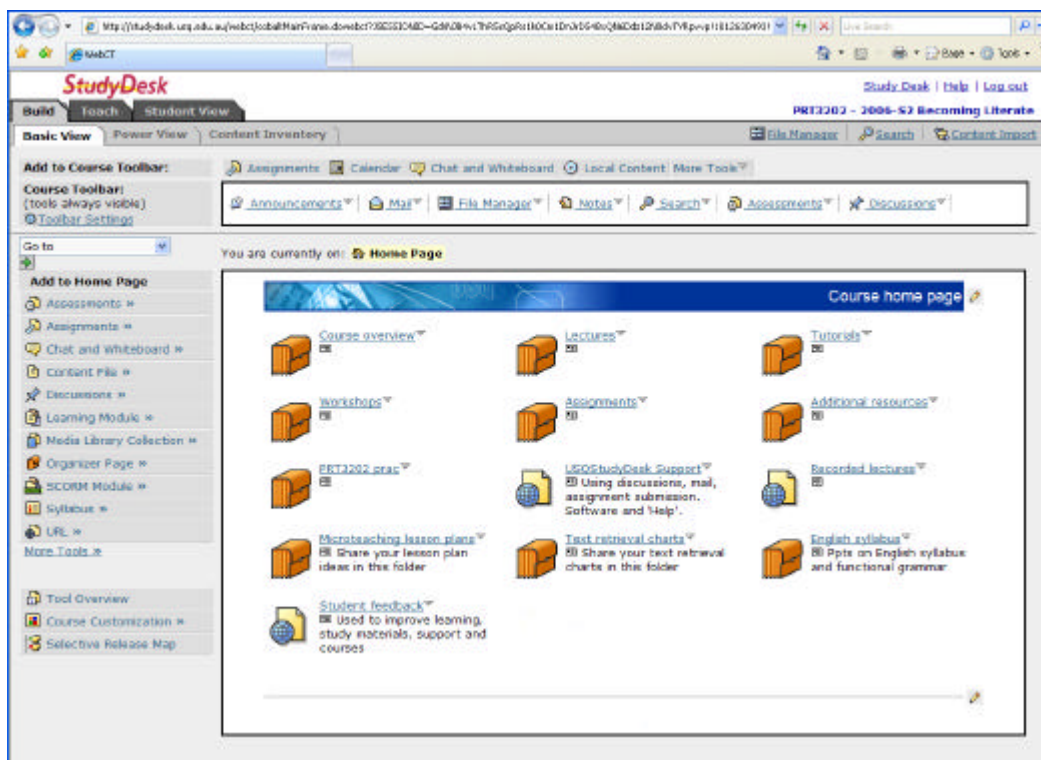 WebCT
Live Search
Page
Tools
StudyDesk
Study Desk | Help | Log out
Build Teach Student View
PRT3202 - 2006-S2 Becoming Literate
Basic View Power View Content Inventory
File Manager Search Content Import
Add to Course Toolbar:
Assignments Calendar Chat and Whiteboard Local Content More Tools
Course Toolbar:
(tools always visible)
Toolbar Settings
Announcements Mail File Manager Notes Search Assessments Discussions
Go to
You are currently on: Home Page
Add to Home Page
Assessments »
Assignments »
Chat and Whiteboard »
Content File »
Discussions »
Learning Module »
Media Library Collection »
Organizer Page »
SCORM Module »
Syllabus »
URL »
More Tools »
Tool Overview
Course Customization »
Selective Release Map
Course home page
Course overview
Lectures
Tutorials
Workshops
Assignments
Additional resources
PRT3202 prac
USQStudyDesk Support
Using discussions, mail,
assignment submission.
Software and 'Help'.
Recorded lectures
Microteaching lesson plans
Share your lesson plan
ideas in this folder
Text retrieval charts
Share your text retrieval
charts in this folder
English syllabus
Ppts on English syllabus
and functional grammar
Student feedback
Used to improve learning,
study materials, support and
courses